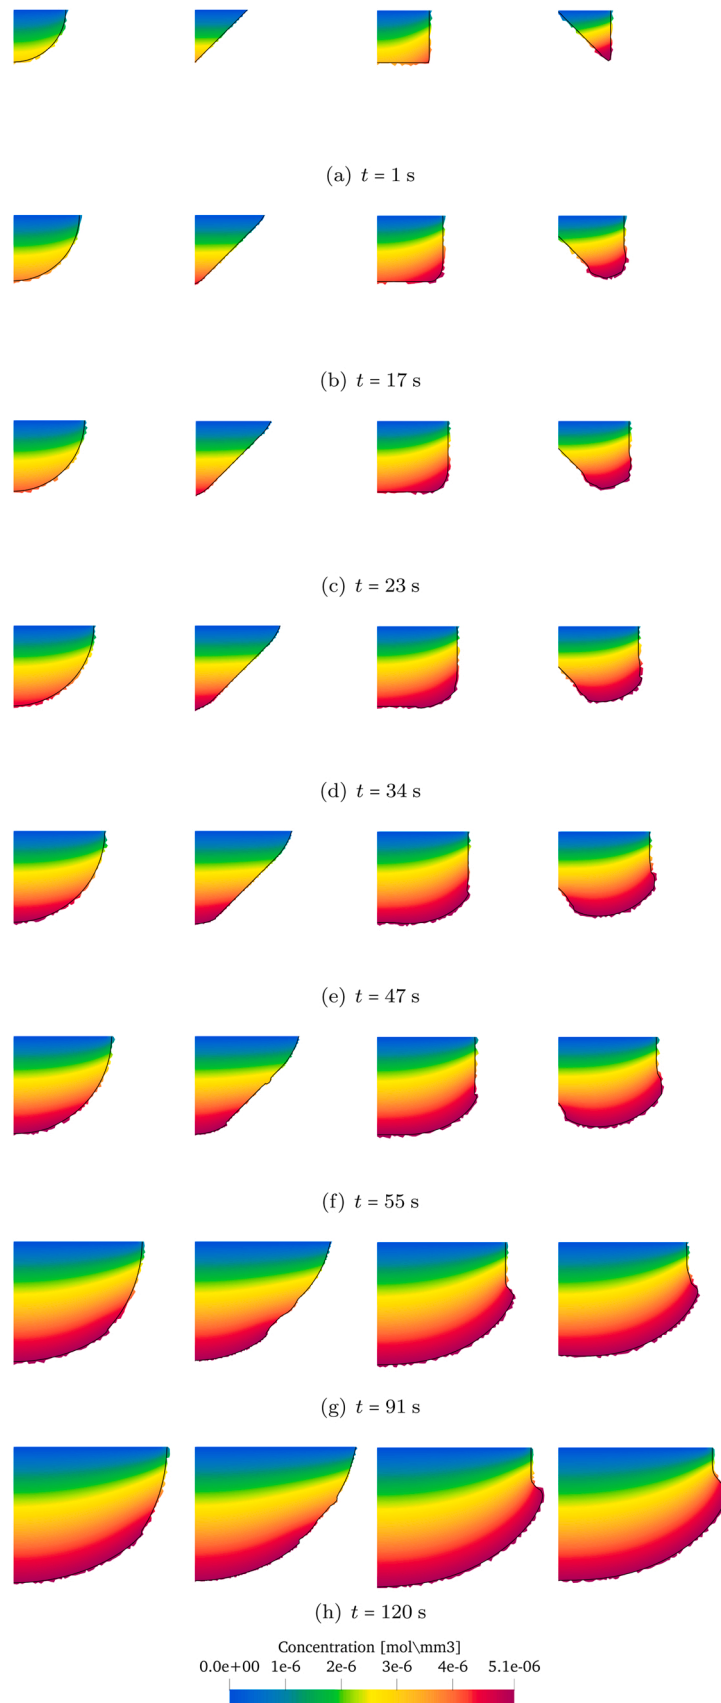 (a) t = 1 s
(b) t = 17 s
(c) t = 23 s
(d) t = 34 s
(e) t = 47 s
(f) t = 55 s
(g) t = 91 s
(h) t = 120 s
Concentration [mol\mm3]
0.0e+00 1e-6 2e-6 3e-6 4e-6 5.1e-06